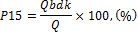 P15 = Qbdk / Q × 100, (%)